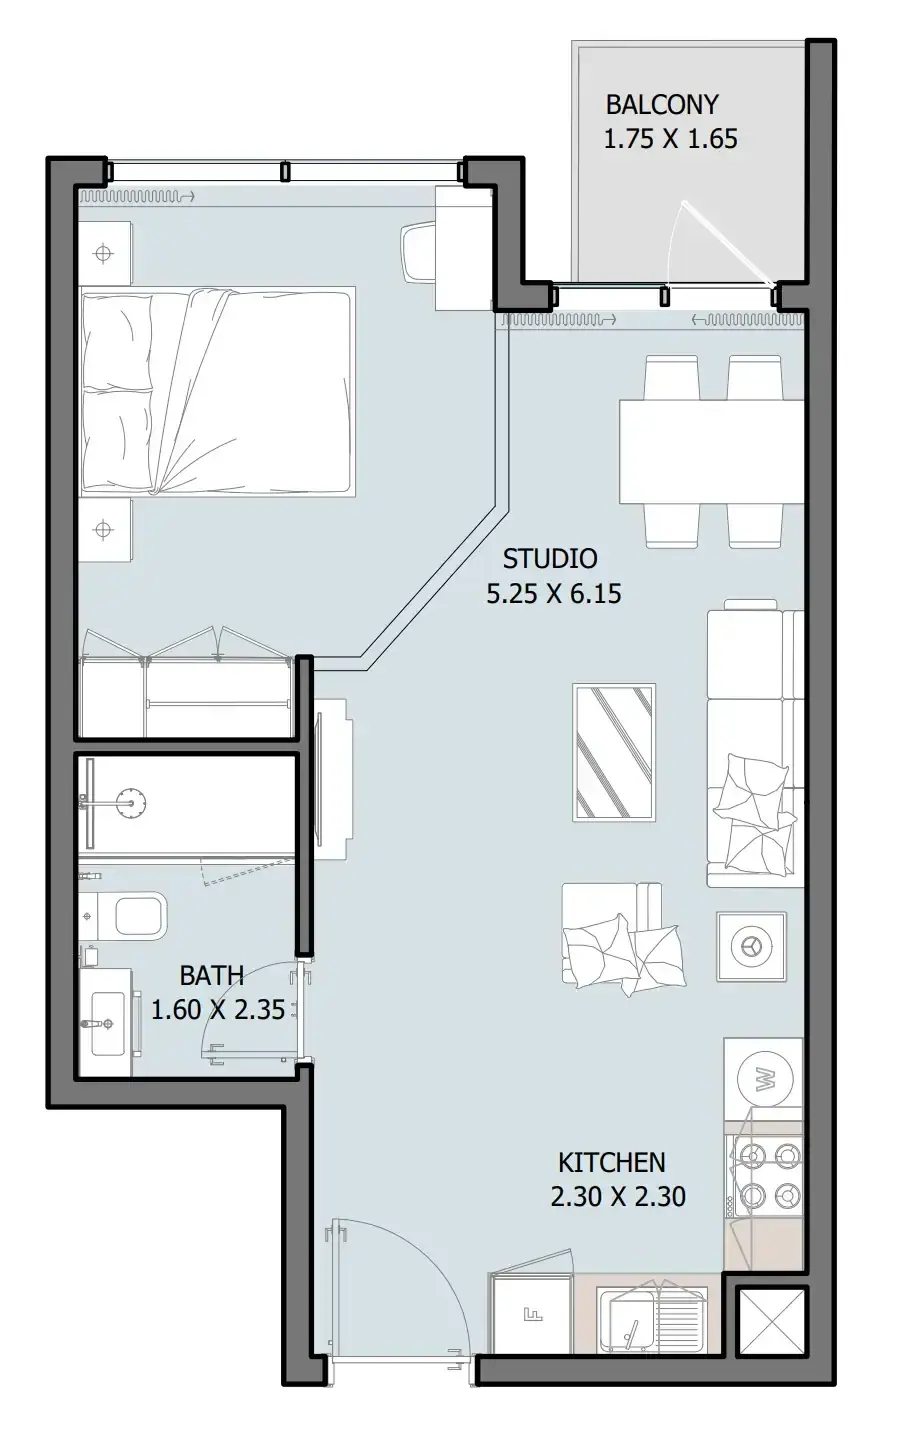 BALCONY
1.75 X 1.65
STUDIO
5.25 X 6.15
BATH
1.60 X 2.35
W
KITCHEN
2.30 X 2.30
F